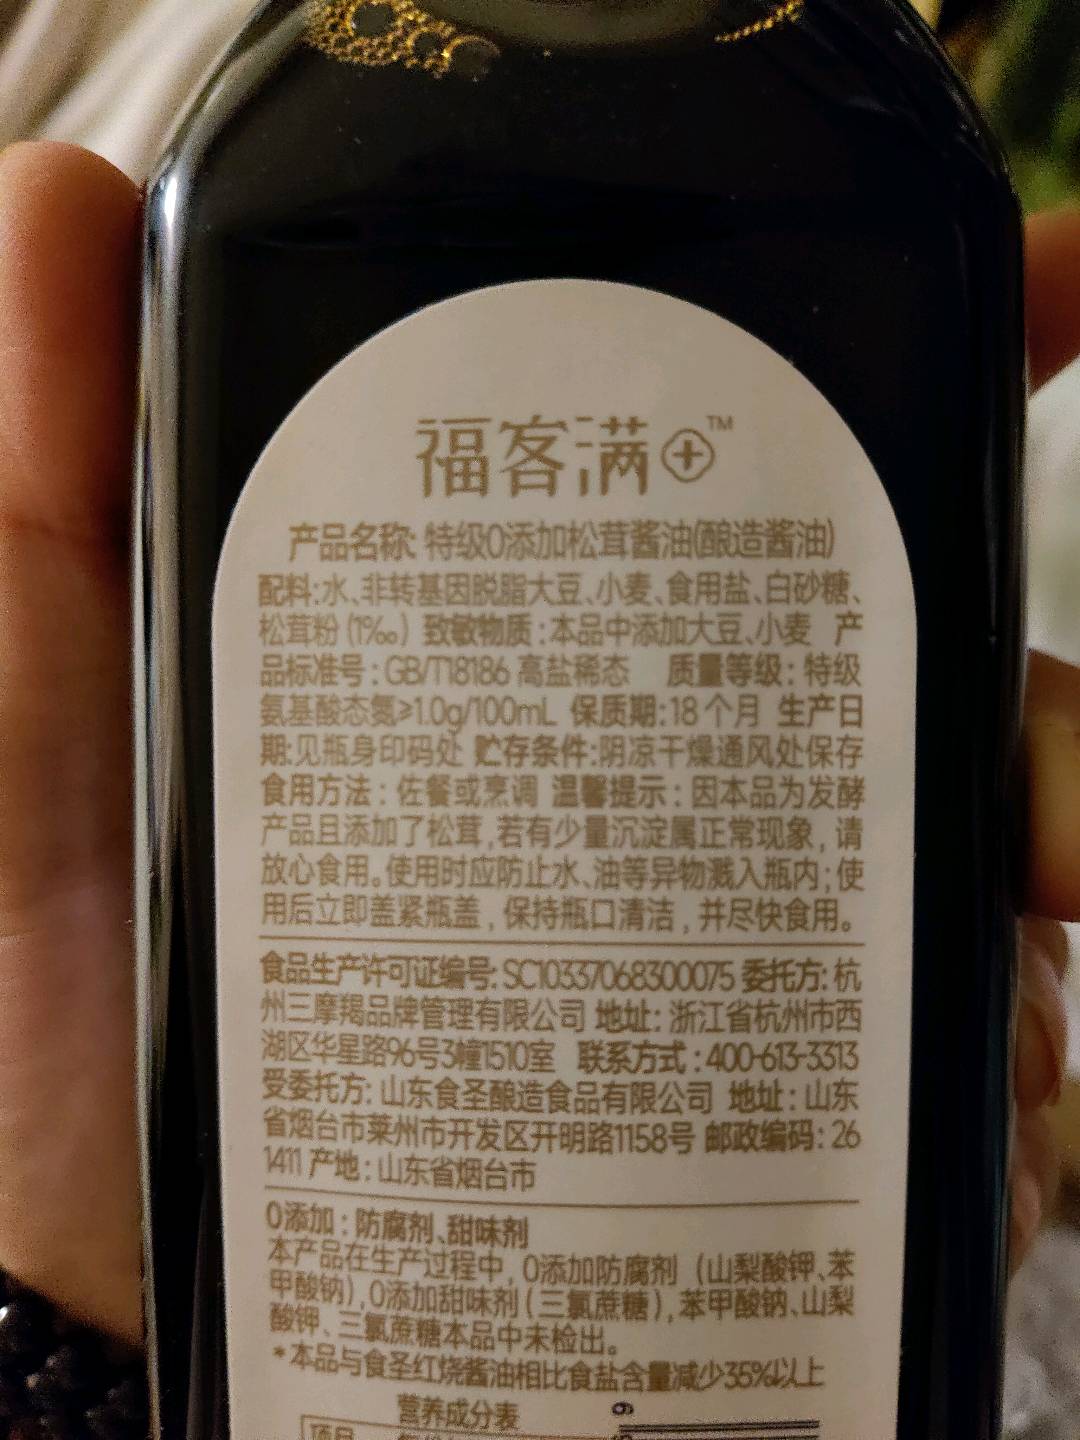 福客满⊕™
产品名称:特级0添加松茸酱油(酿造酱油)
配料:水、非转基因脱脂大豆、小麦、食用盐、白砂糖、
松茸粉(1‰) 致敏物质:本品中添加大豆、小麦 产
品标准号:GB/T18186 高盐稀态 质量等级:特级
氨基酸态氮≥1.0g/100mL 保质期:18个月 生产日
期:见瓶身印码处 贮存条件:阴凉干燥通风处保存
食用方法:佐餐或烹调 温馨提示:因本品为发酵
产品且添加了松茸,若有少量沉淀属正常现象,请
放心食用。使用时应防止水、油等异物溅入瓶内;使
用后立即盖紧瓶盖,保持瓶口清洁,并尽快食用。
食品生产许可证编号:SC10337068300075 委托方:杭
州三摩羯品牌管理有限公司 地址:浙江省杭州市西
湖区华星路96号3幢1510室 联系方式:400-613-3313
受委托方:山东食圣酿造食品有限公司 地址:山东
省烟台市莱州市开发区开明路1158号 邮政编码:26
1411 产地:山东省烟台市
0添加:防腐剂、甜味剂
本产品在生产过程中,0添加防腐剂(山梨酸钾、苯
甲酸钠),0添加甜味剂(三氯蔗糖),苯甲酸钠、山梨
酸钾、三氯蔗糖本品中未检出。
*本品与食圣红烧酱油相比食盐含量减少35%以上
营养成分表
项目